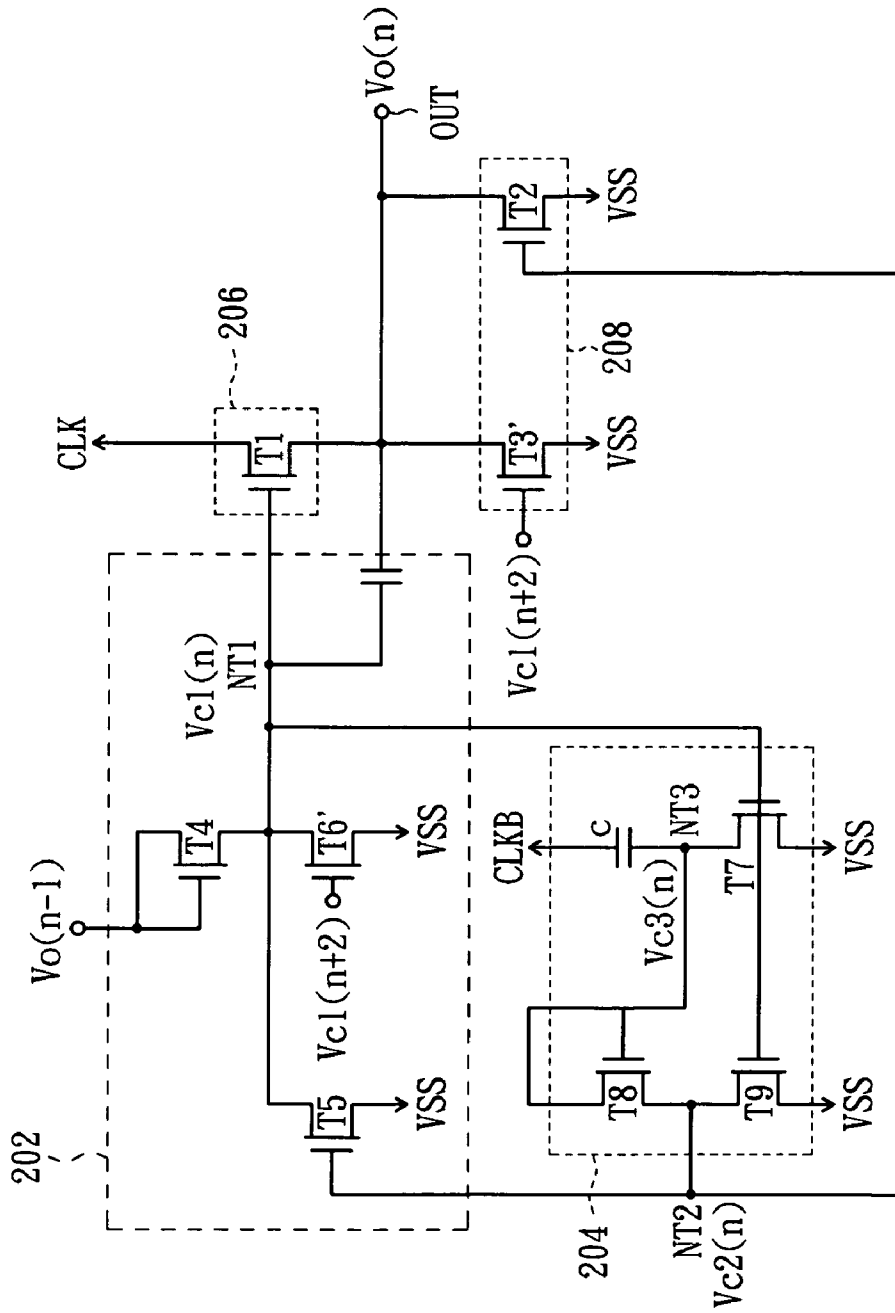 Vo(n-1)
CLK
206
202
T4
Vc1(n)
NT1
T1
Vo(n)
OUT
T5
VSS
Vc1(n+2)
T6'
VSS
Vc1(n+2)
T3'
VSS
208
T2
VSS
CLKB
C
NT3
Vc3(n)
T8
T7
VSS
T9
VSS
204
NT2
Vc2(n)